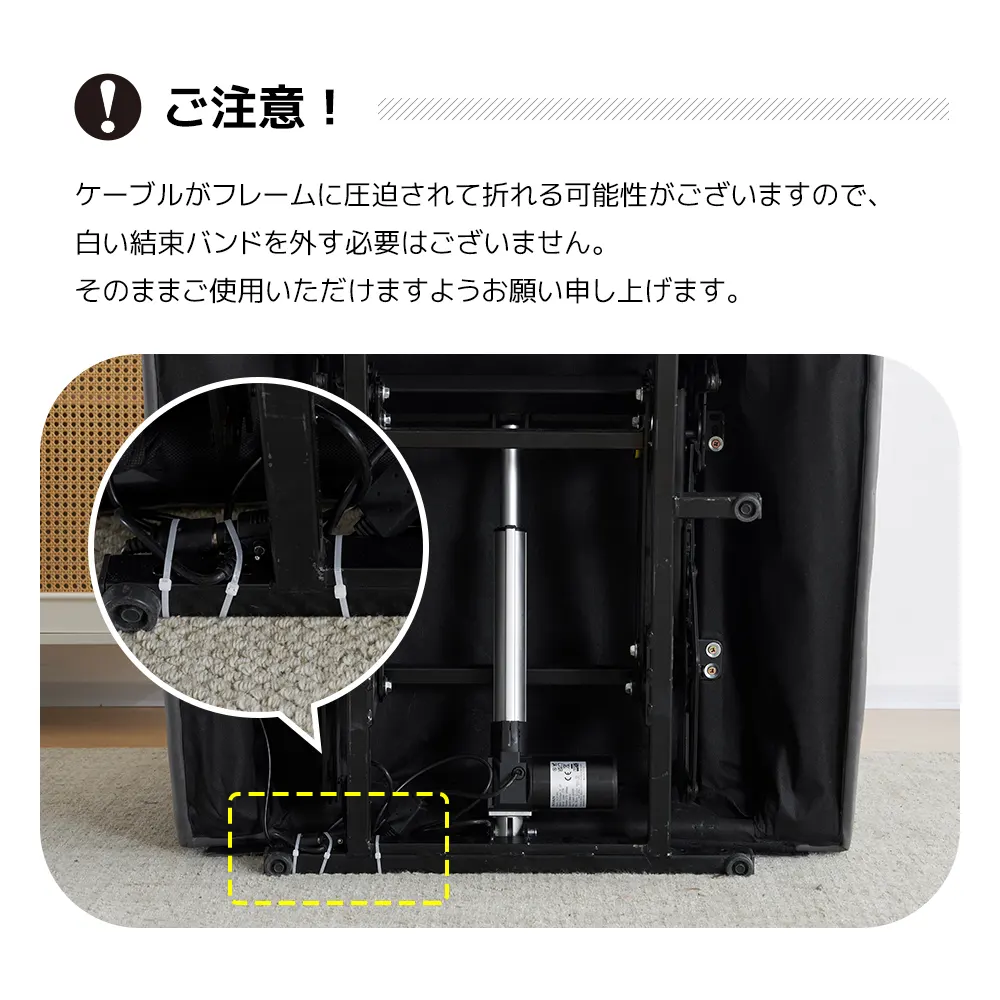 ご注意！
ケーブルがフレームに圧迫されて折れる可能性がございますので、
白い結束バンドを外す必要はございません。
そのままご使用いただけますようお願い申し上げます。